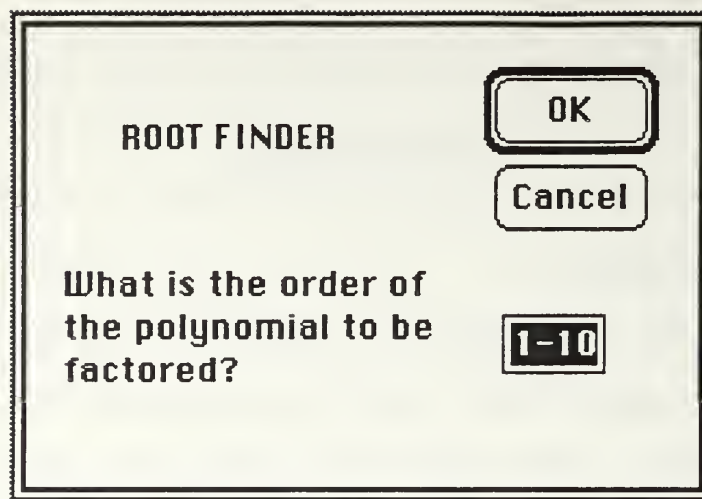 ROOT FINDER
OK
Cancel
What is the order of
the polynomial to be
factored?
1-10